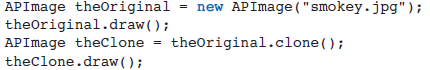 APImage theOriginal = new APImage("smokey.jpg");
theOriginal.draw();
APImage theClone = theOriginal.clone();
theClone.draw();